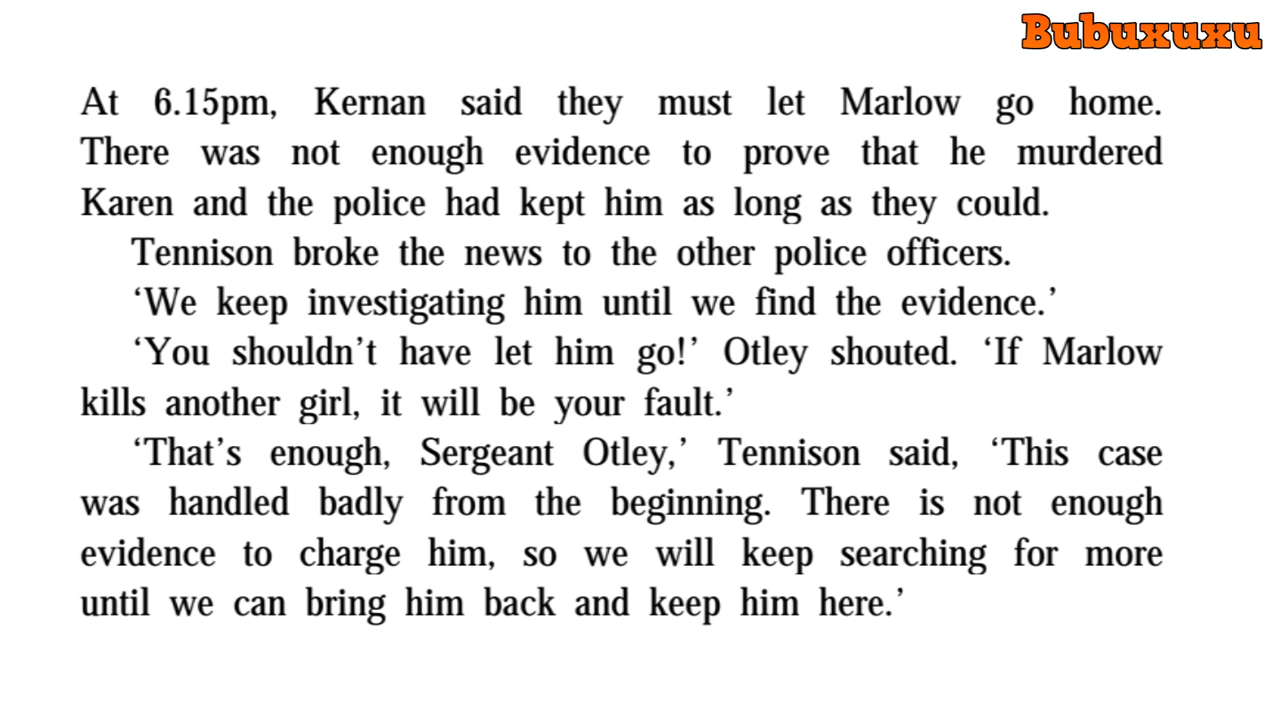 Bubuxuxu
At 6.15pm, Kernan said they must let Marlow go home.
There was not enough evidence to prove that he murdered
Karen and the police had kept him as long as they could.
Tennison broke the news to the other police officers.
‘We keep investigating him until we find the evidence.’
‘You shouldn’t have let him go!’ Otley shouted. ‘If Marlow
kills another girl, it will be your fault.’
‘That’s enough, Sergeant Otley,’ Tennison said, ‘This case
was handled badly from the beginning. There is not enough
evidence to charge him, so we will keep searching for more
until we can bring him back and keep him here.’